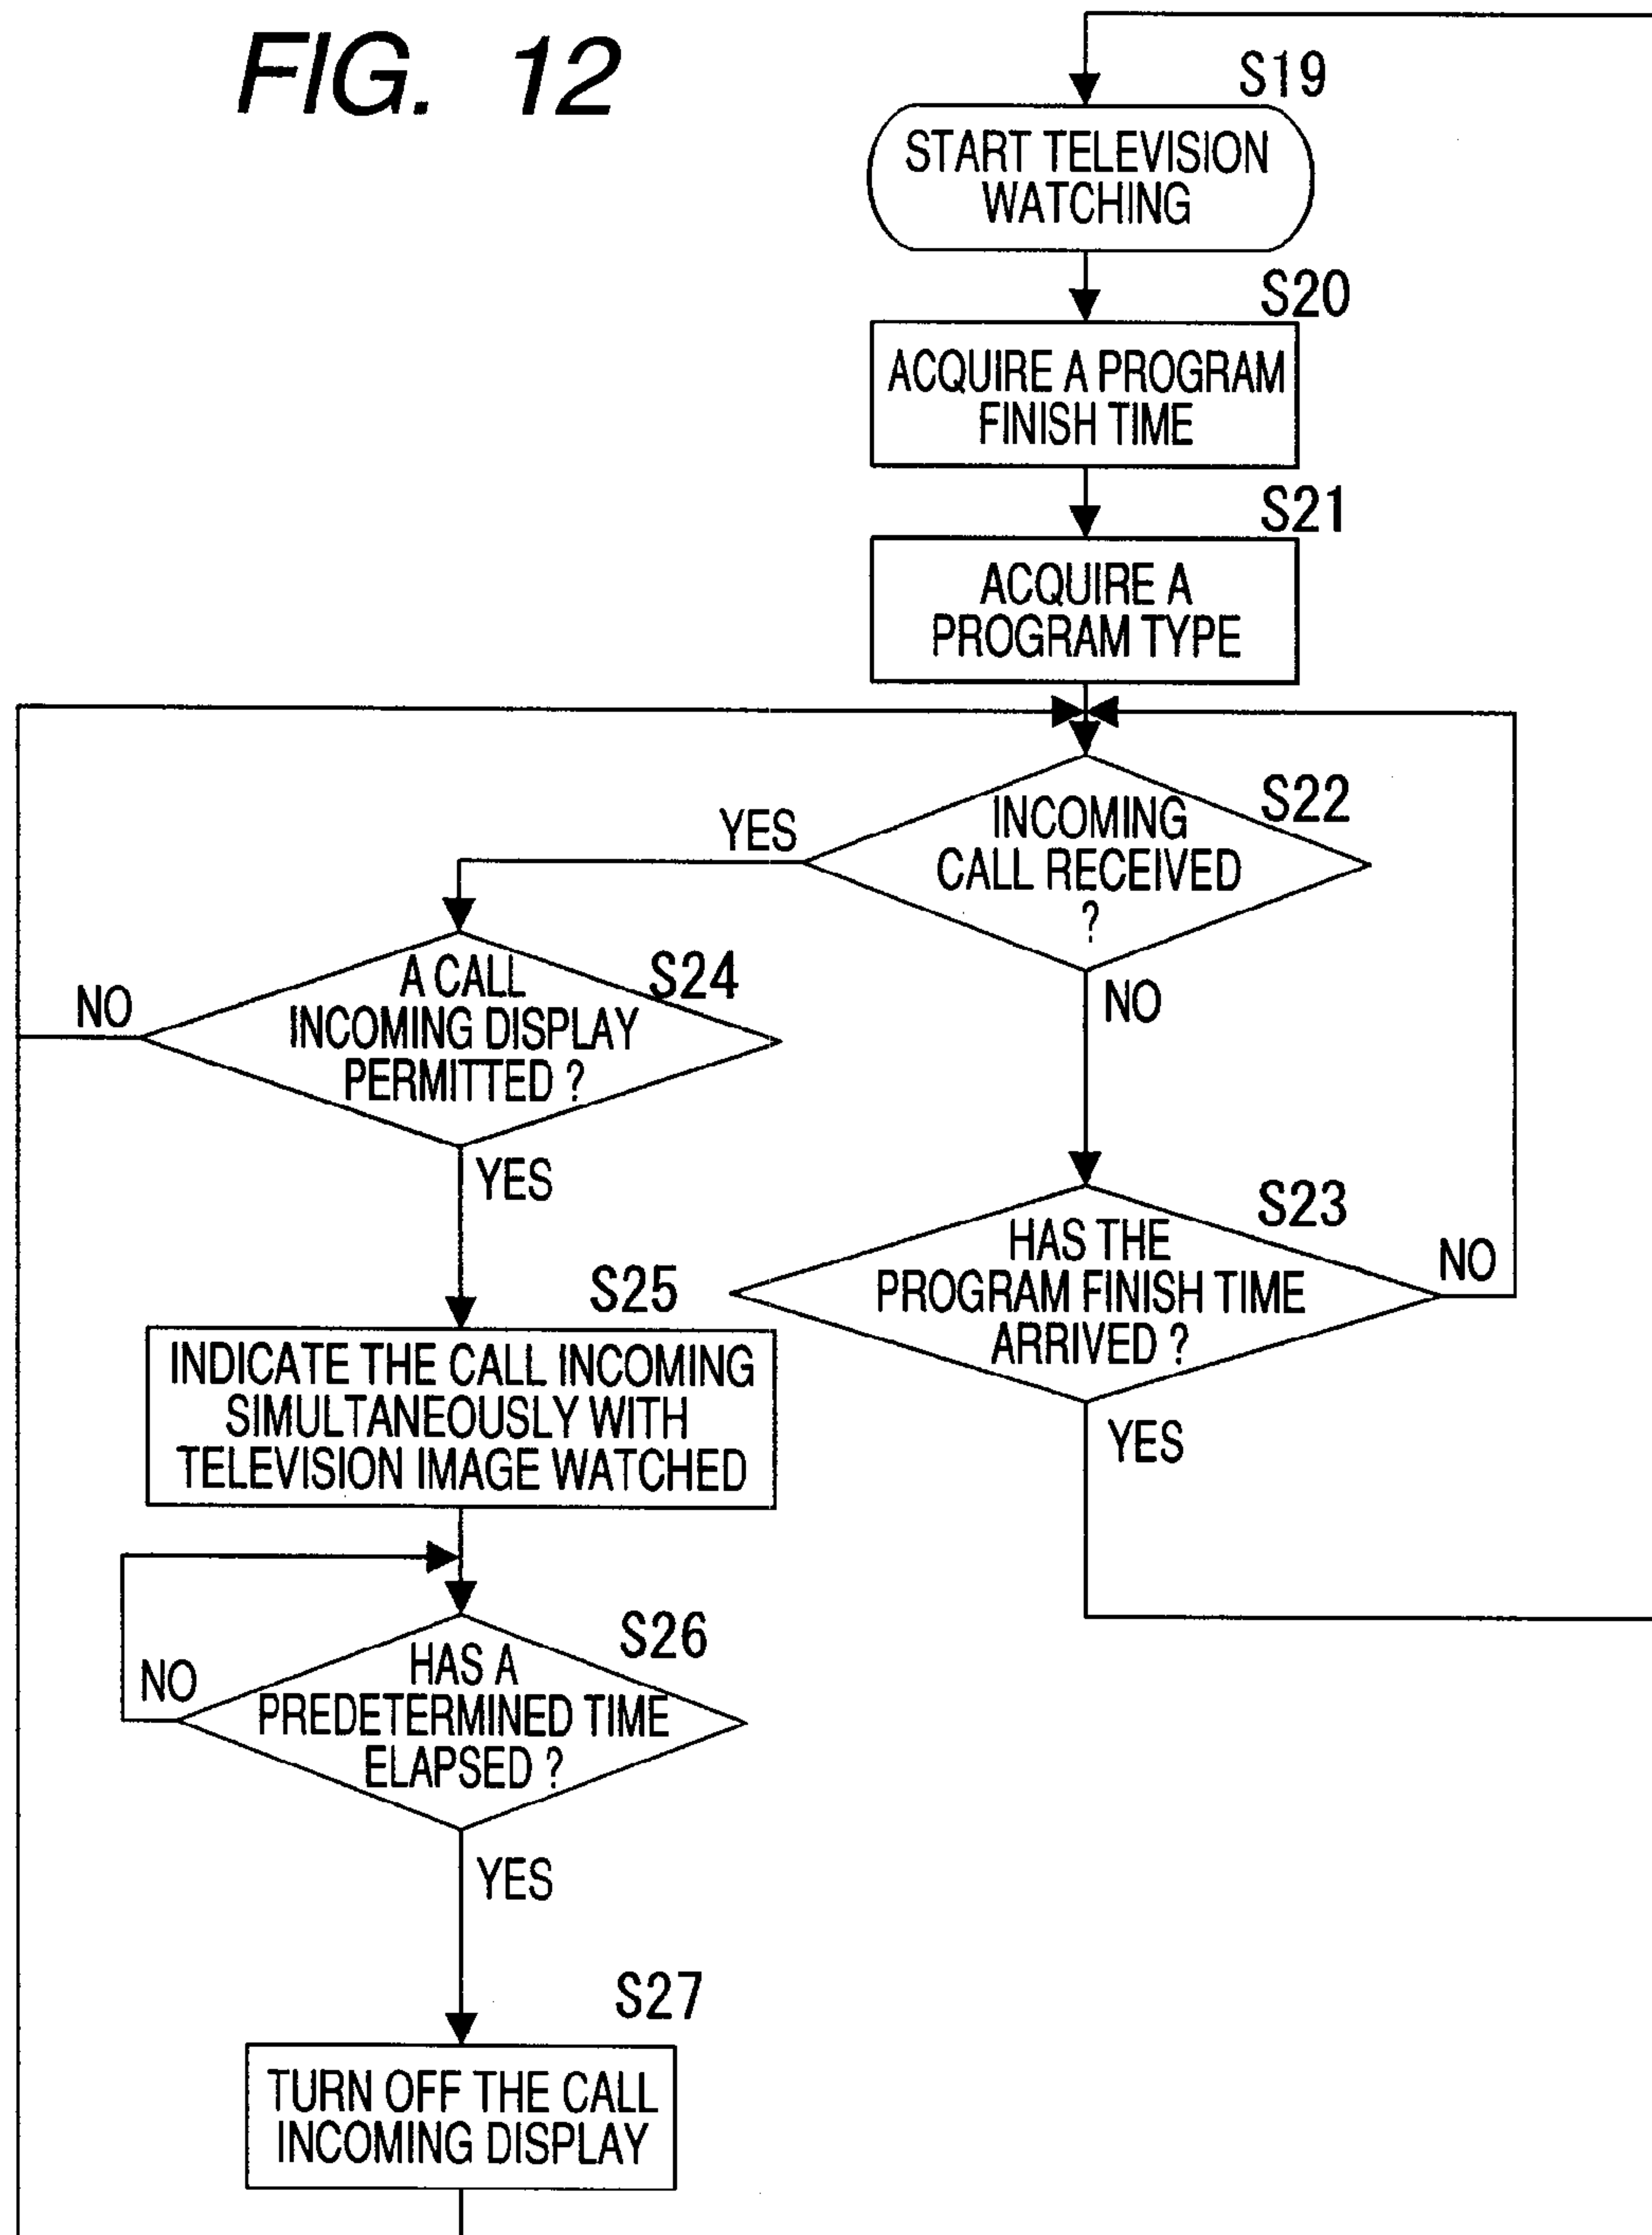 FIG. 12
S19
START TELEVISION
WATCHING
S20
ACQUIRE A PROGRAM
FINISH TIME
S21
ACQUIRE A
PROGRAM TYPE
S22
INCOMING
CALL RECEIVED
?
YES
NO
S24
A CALL
INCOMING DISPLAY
PERMITTED ?
NO
YES
S23
HAS THE
PROGRAM FINISH TIME
ARRIVED ?
NO
YES
S25
INDICATE THE CALL INCOMING
SIMULTANEOUSLY WITH
TELEVISION IMAGE WATCHED
S26
HAS A
PREDETERMINED TIME
ELAPSED ?
NO
YES
S27
TURN OFF THE CALL
INCOMING DISPLAY